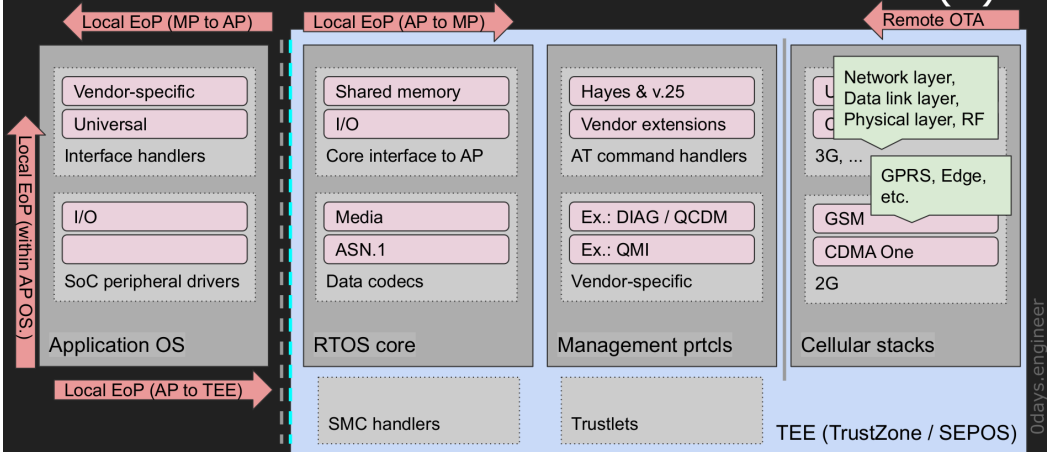 Local EoP (MP to AP)
Local EoP (AP to MP)
Remote OTA
Local EoP (within AP OS.)
Vendor-specific
Universal
Interface handlers
I/O
SoC peripheral drivers
Application OS
Local EoP (AP to TEE)
Shared memory
I/O
Core interface to AP
Media
ASN.1
Data codecs
RTOS core
SMC handlers
Hayes & v.25
Vendor extensions
AT command handlers
Ex.: DIAG / QCDM
Ex.: QMI
Vendor-specific
Management prtcls
Trustlets
Network layer,
Data link layer,
Physical layer, RF
3G, ...
GPRS, Edge,
etc.
GSM
CDMA One
2G
Cellular stacks
TEE (TrustZone / SEPOS)
0days.engineer